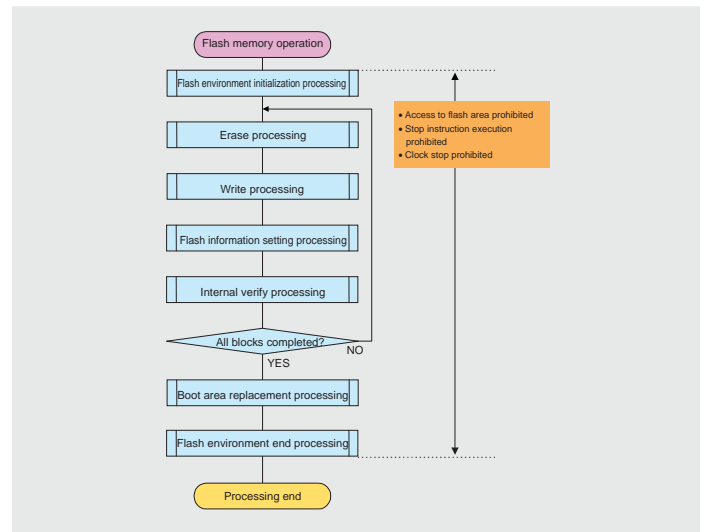 Flash memory operation
Flash environment initialization processing
• Access to flash area prohibited
• Stop instruction execution
prohibited
• Clock stop prohibited
Erase processing
Write processing
Flash information setting processing
Internal verify processing
All blocks completed?
NO
YES
Boot area replacement processing
Flash environment end processing
Processing end